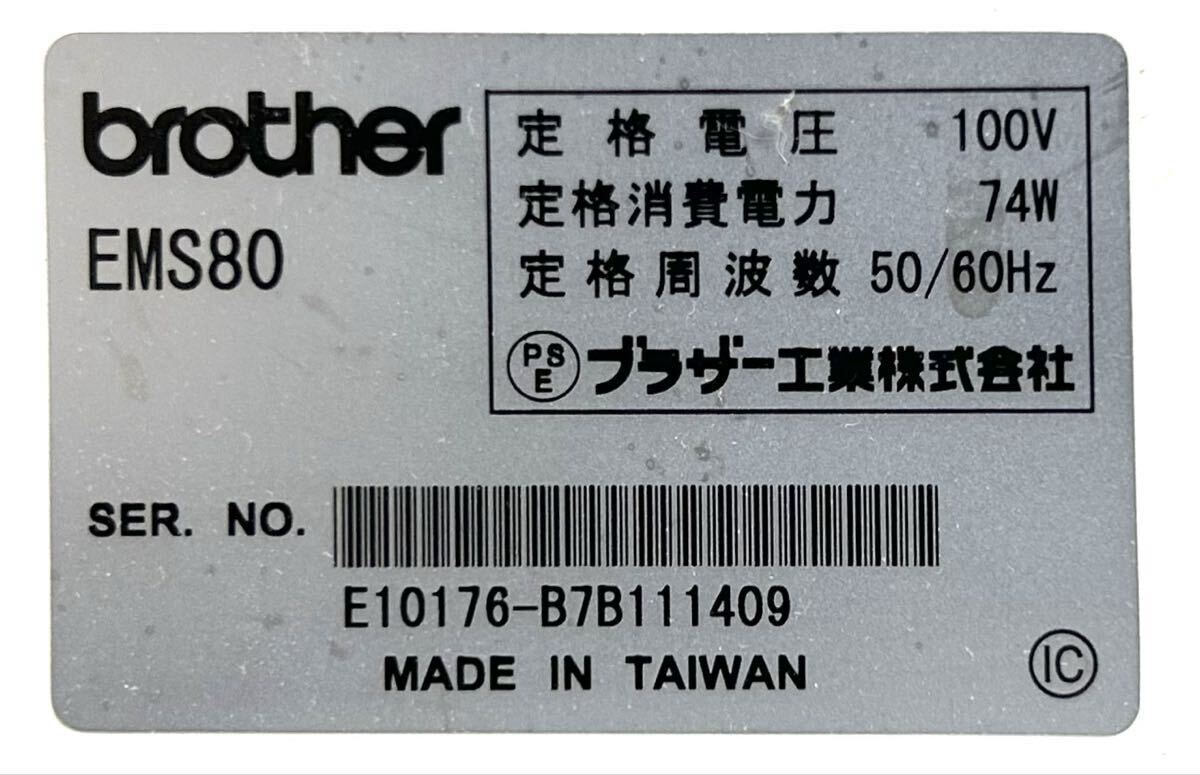 brother
EMS80
定格電圧 100V
定格消費電力 74W
定格周波数 50/60Hz
PS E ブラザー工業株式会社
SER. NO.
E10176-B7B111409
MADE IN TAIWAN
IC